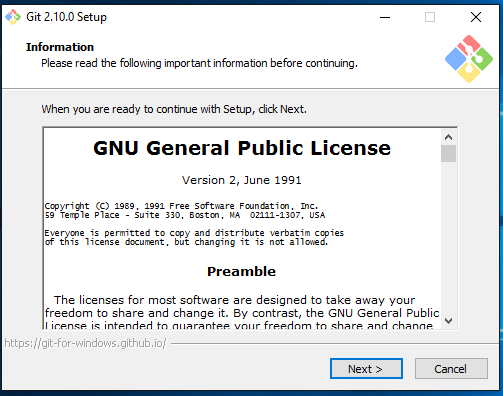 Git 2.10.0 Setup
Information
Please read the following important information before continuing.
When you are ready to continue with Setup, click Next.
GNU General Public License
Version 2, June 1991
Copyright (C) 1989, 1991 Free Software Foundation, Inc.
59 Temple Place - Suite 330, Boston, MA  02111-1307, USA
Everyone is permitted to copy and distribute verbatim copies
of this license document, but changing it is not allowed.
Preamble
The licenses for most software are designed to take away your
freedom to share and change it. By contrast, the GNU General Public
License is intended to guarantee your freedom to share and change
https://git-for-windows.github.io/
Next >
Cancel